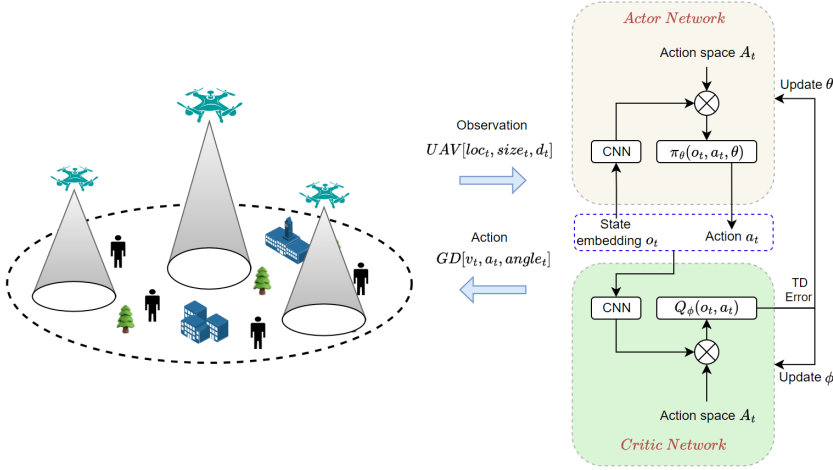 Observation
UAV[loc_t, size_t, d_t]
Action
GD[v_t, a_t, angle_t]
Actor Network
Action space A_t
Update θ
CNN
π_θ(o_t, a_t, θ)
State
embedding o_t
Action a_t
TD
Error
CNN
Q_ϕ(o_t, a_t)
Update ϕ
Action space A_t
Critic Network